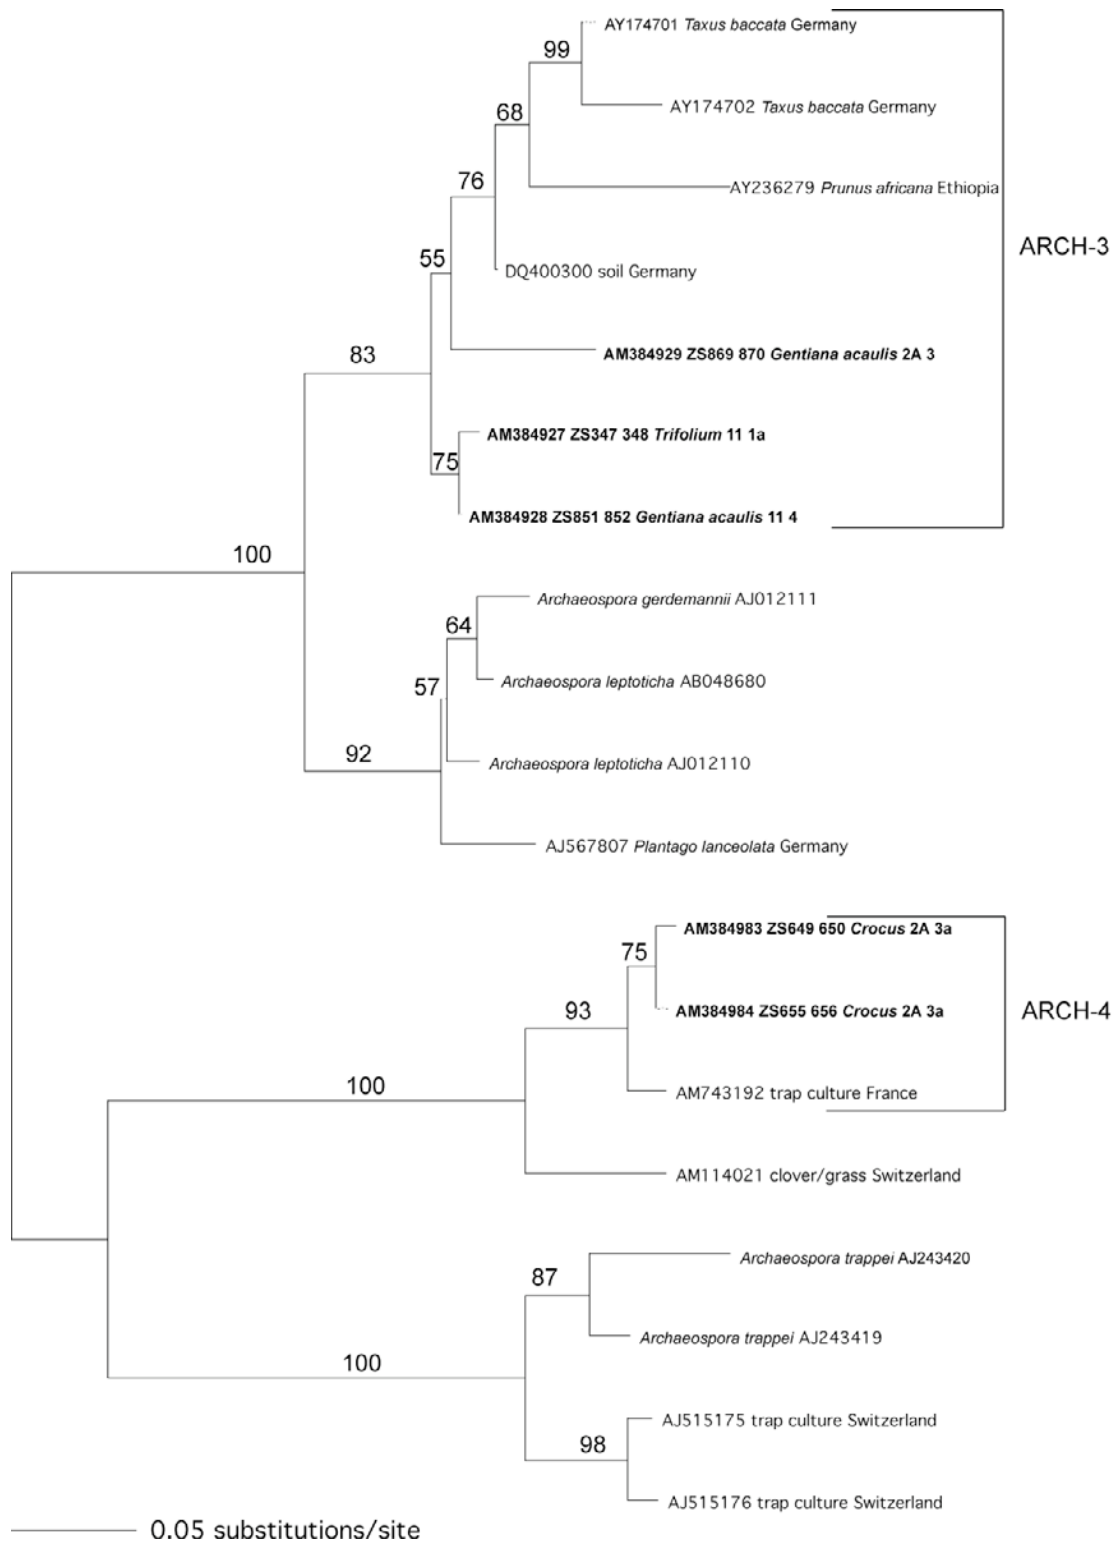 AY174701 Taxus baccata Germany
99
AY174702 Taxus baccata Germany
68
76
AY236279 Prunus africana Ethiopia
ARCH-3
55
DQ400300 soil Germany
83
AM384929 ZS869 870 Gentiana acaulis 2A 3
AM384927 ZS347 348 Trifolium 11 1a
75
AM384928 ZS851 852 Gentiana acaulis 11 4
100
Archaeospora gerdemannii AJ012111
64
Archaeospora leptoticha AB048680
57
92
Archaeospora leptoticha AJ012110
AJ567807 Plantago lanceolata Germany
AM384983 ZS649 650 Crocus 2A 3a
75
93
AM384984 ZS655 656 Crocus 2A 3a
ARCH-4
100
AM743192 trap culture France
AM114021 clover/grass Switzerland
Archaeospora trappei AJ243420
87
Archaeospora trappei AJ243419
100
AJ515175 trap culture Switzerland
98
AJ515176 trap culture Switzerland
0.05 substitutions/site